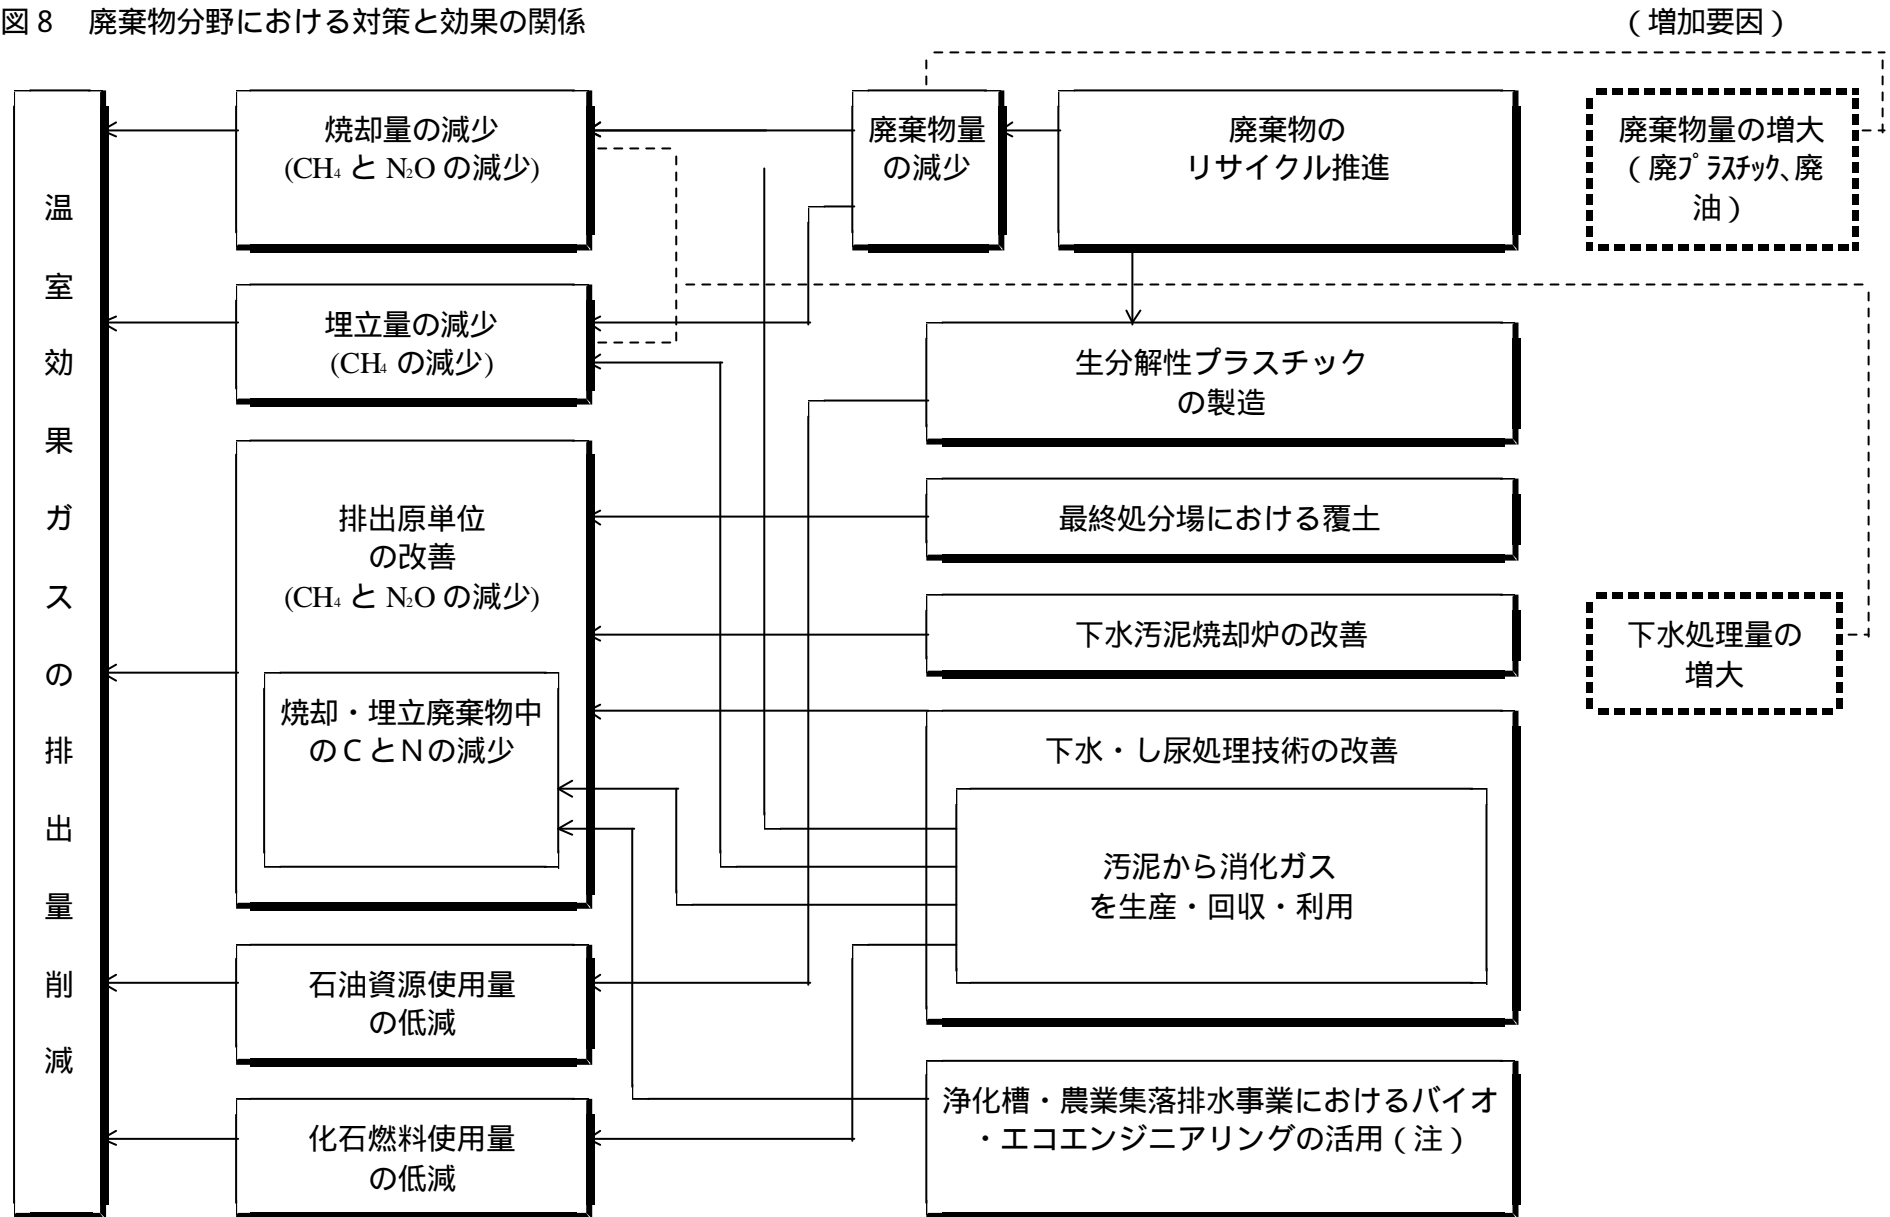 図8 廃棄物分野における対策と効果の関係
(増加要因)
温室効果ガスの排出量削減
焼却量の減少
(CH₄ と N₂O の減少)
廃棄物量
の減少
廃棄物の
リサイクル推進
廃棄物量の増大
(廃プラスチック、廃
油)
埋立量の減少
(CH₄ の減少)
生分解性プラスチック
の製造
排出原単位
の改善
(CH₄ と N₂O の減少)
最終処分場における覆土
下水汚泥焼却炉の改善
下水処理量の
増大
焼却・埋立廃棄物中
のCとNの減少
下水・し尿処理技術の改善
汚泥から消化ガス
を生産・回収・利用
石油資源使用量
の低減
化石燃料使用量
の低減
浄化槽・農業集落排水事業におけるバイオ
・エコエンジニアリングの活用(注)